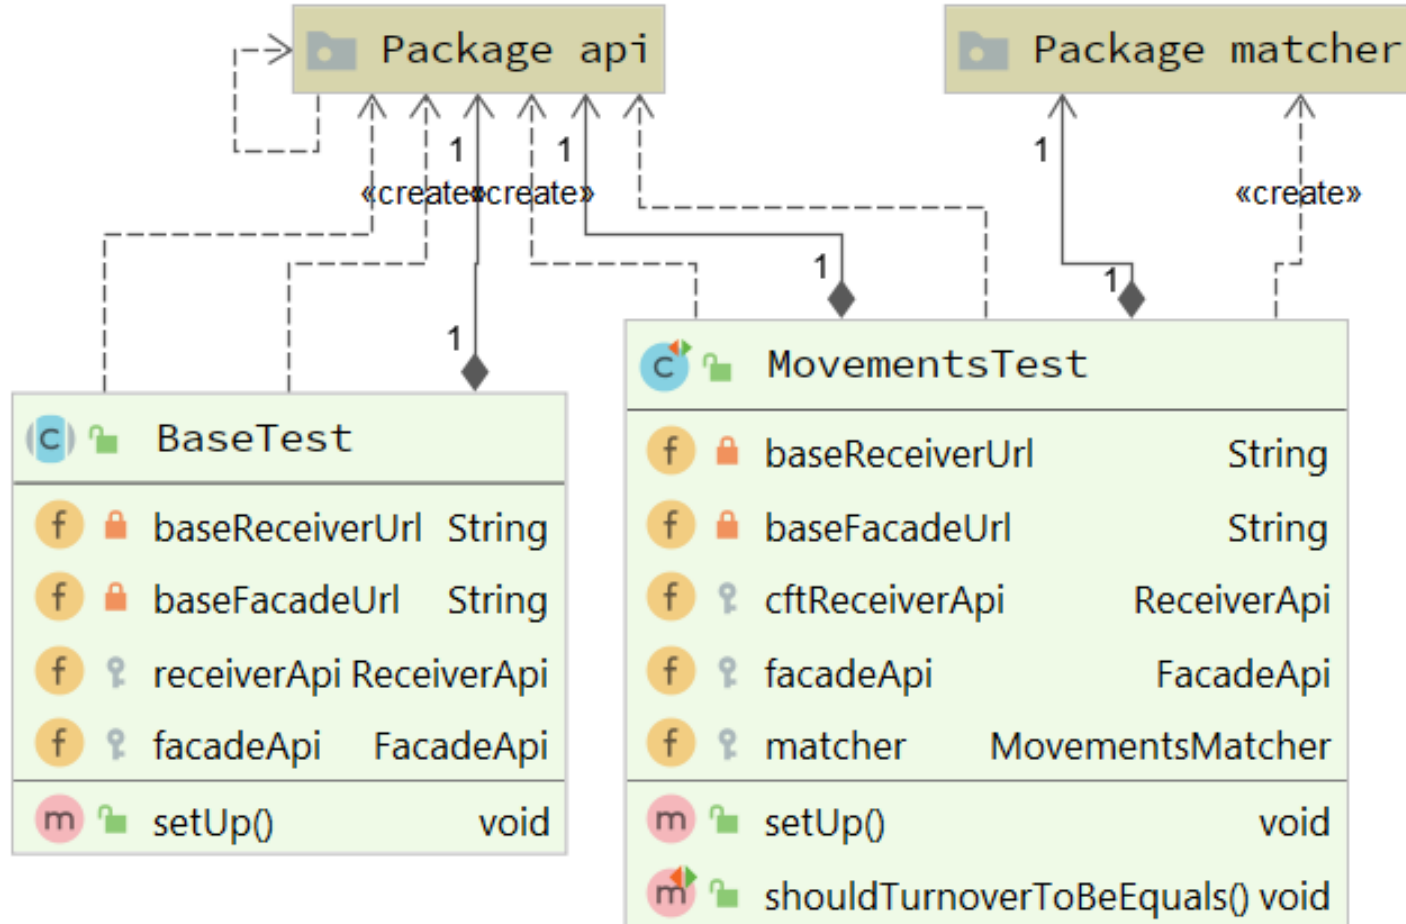 Package api
Package matcher
1
1
1
«create»
«create»
«create»
1
1
1
MovementsTest
BaseTest
baseReceiverUrl String
baseFacadeUrl String
receiverApi ReceiverApi
facadeApi FacadeApi
setUp() void
baseReceiverUrl String
baseFacadeUrl String
cftReceiverApi ReceiverApi
facadeApi FacadeApi
matcher MovementsMatcher
setUp() void
shouldTurnoverToBeEquals() void